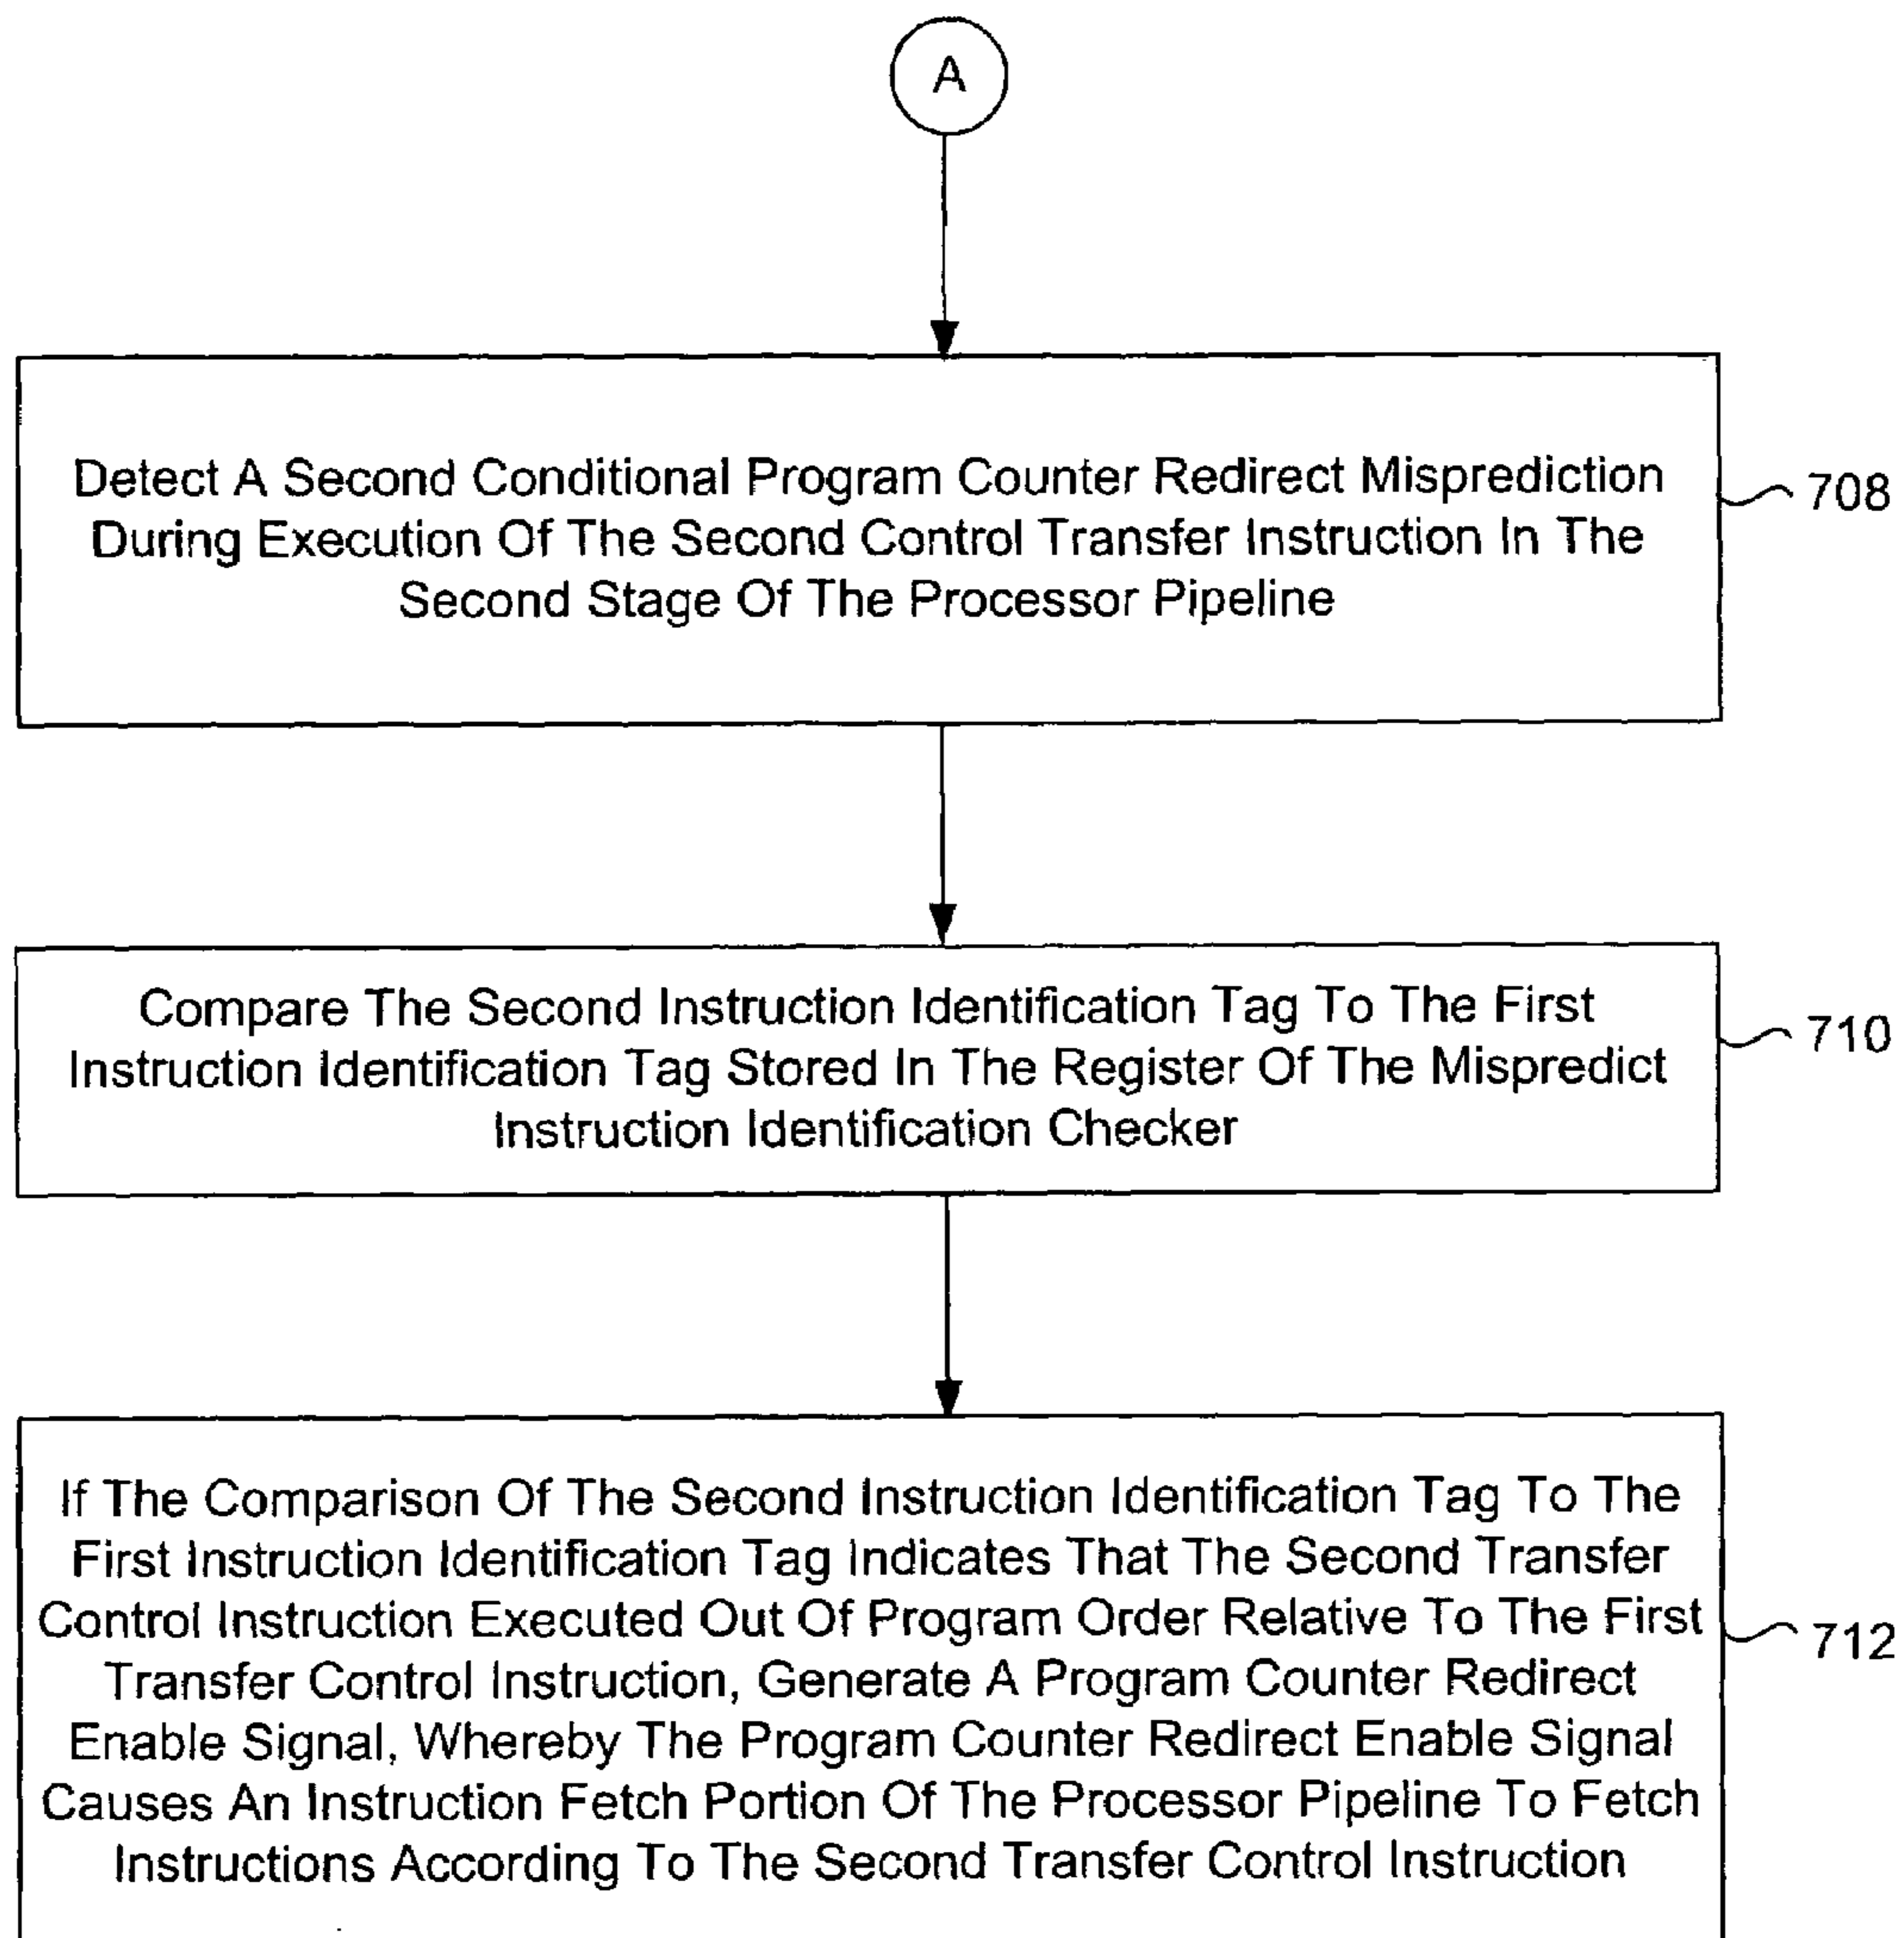 A
Detect A Second Conditional Program Counter Redirect Misprediction
During Execution Of The Second Control Transfer Instruction In The
Second Stage Of The Processor Pipeline
708
Compare The Second Instruction Identification Tag To The First
Instruction Identification Tag Stored In The Register Of The Mispredict
Instruction Identification Checker
710
If The Comparison Of The Second Instruction Identification Tag To The
First Instruction Identification Tag Indicates That The Second Transfer
Control Instruction Executed Out Of Program Order Relative To The First
Transfer Control Instruction, Generate A Program Counter Redirect
Enable Signal, Whereby The Program Counter Redirect Enable Signal
Causes An Instruction Fetch Portion Of The Processor Pipeline To Fetch
Instructions According To The Second Transfer Control Instruction
712